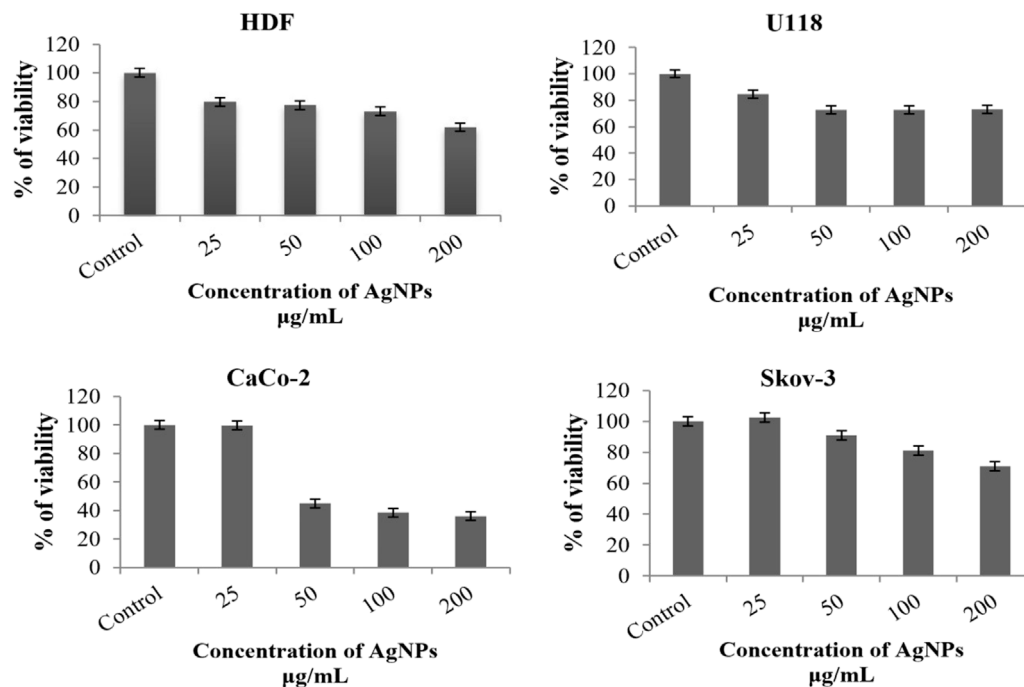 HDF
120
100
80
60
40
20
0
% of viability
Control
25
50
100
200
Concentration of AgNPs
µg/mL
U118
120
100
80
60
40
20
0
% of viability
Control
25
50
100
200
Concentration of AgNPs
µg/mL
CaCo-2
120
100
80
60
40
20
0
% of viability
Control
25
50
100
200
Concentration of AgNPs
µg/mL
Skov-3
120
100
80
60
40
20
0
% of viability
Control
25
50
100
200
Concentration of AgNPs
µg/mL